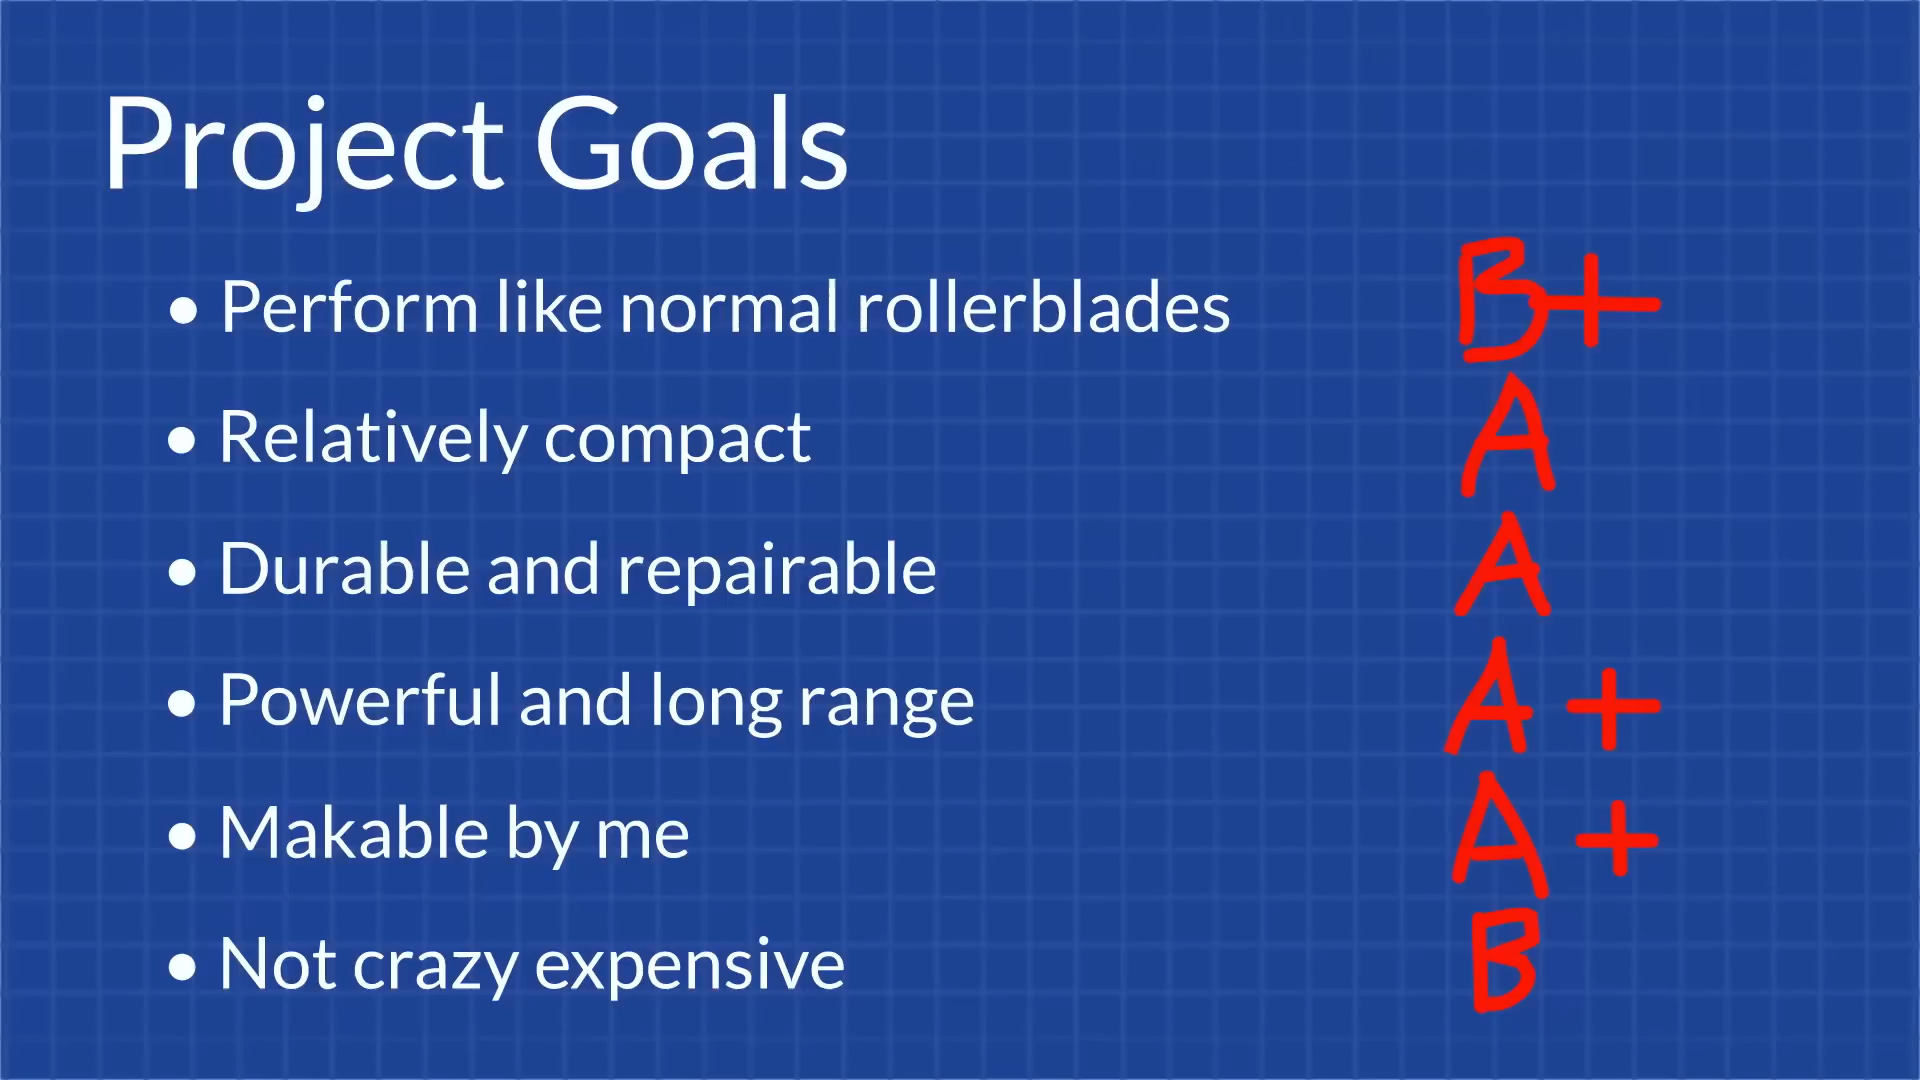 Project Goals
• Perform like normal rollerblades B+
• Relatively compact A
• Durable and repairable A
• Powerful and long range A+
• Makable by me A+
• Not crazy expensive B